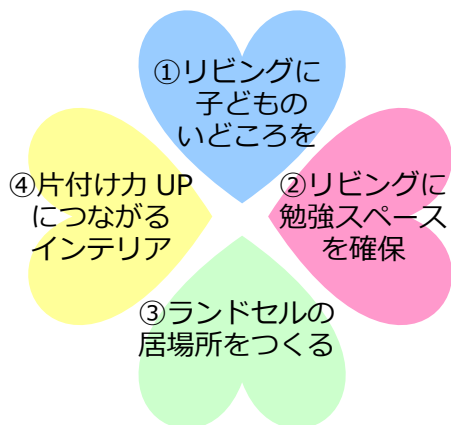 ①リビングに
子どもの
いどころを
②リビングに
勉強スペース
を確保
③ランドセルの
居場所をつくる
④片付け力 UP
につながる
インテリア